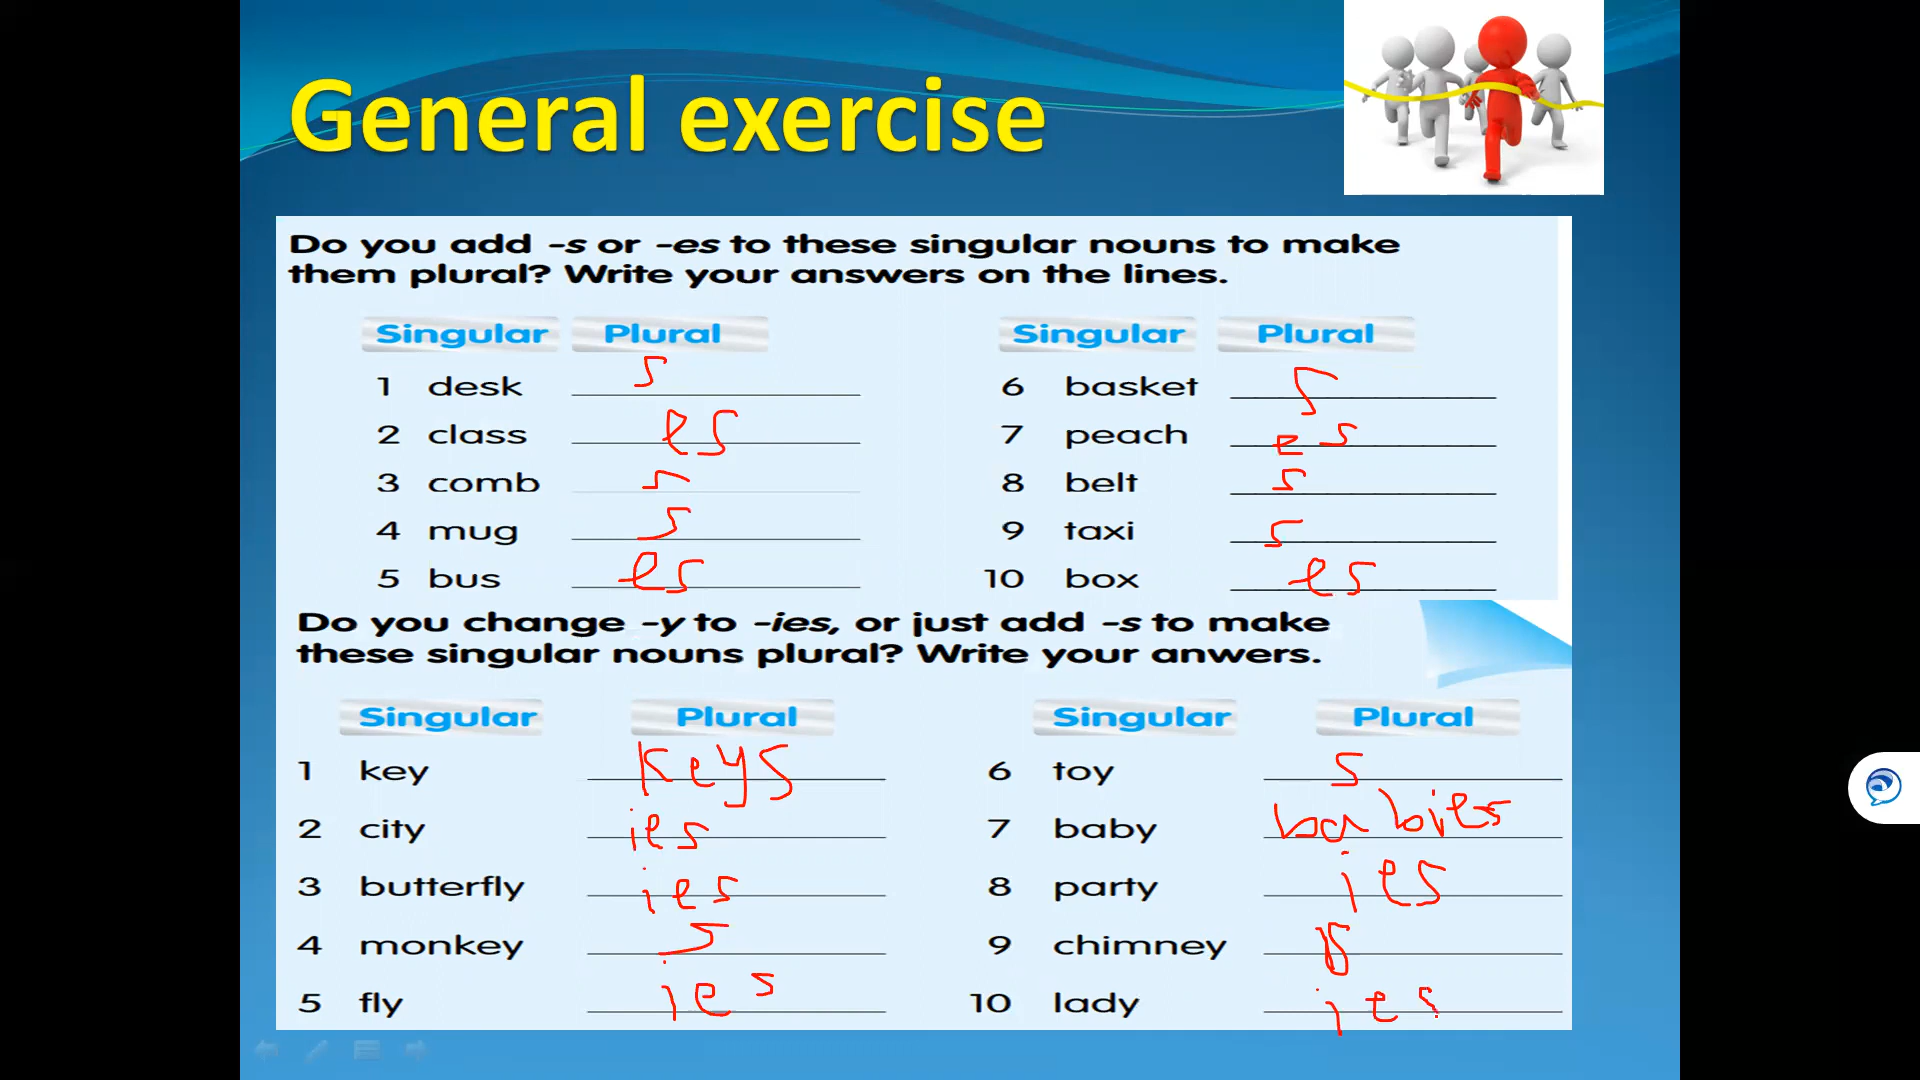 General exercise
Do you add -s or -es to these singular nouns to make
them plural? Write your answers on the lines.
Singular Plural Singular Plural
1 desk s 6 basket s
2 class es 7 peach es
3 comb s 8 belt s
4 mug s 9 taxi s
5 bus es 10 box es
Do you change -y to -ies, or just add -s to make
these singular nouns plural? Write your anwers.
Singular Plural Singular Plural
1 key keys 6 toy s
2 city ies 7 baby babies
3 butterfly ies 8 party ies
4 monkey s 9 chimney
5 fly ies 10 lady ies